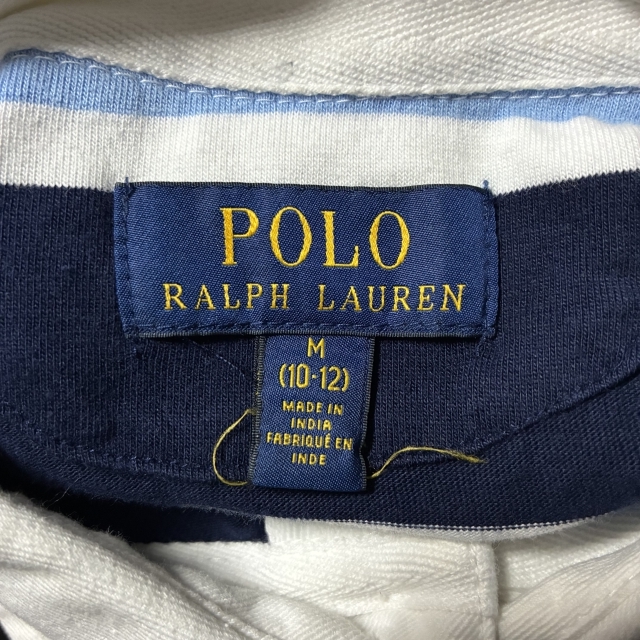 POLO
RALPH LAUREN
M
(10-12)
MADE IN
INDIA
FABRIQUÉ EN
INDE